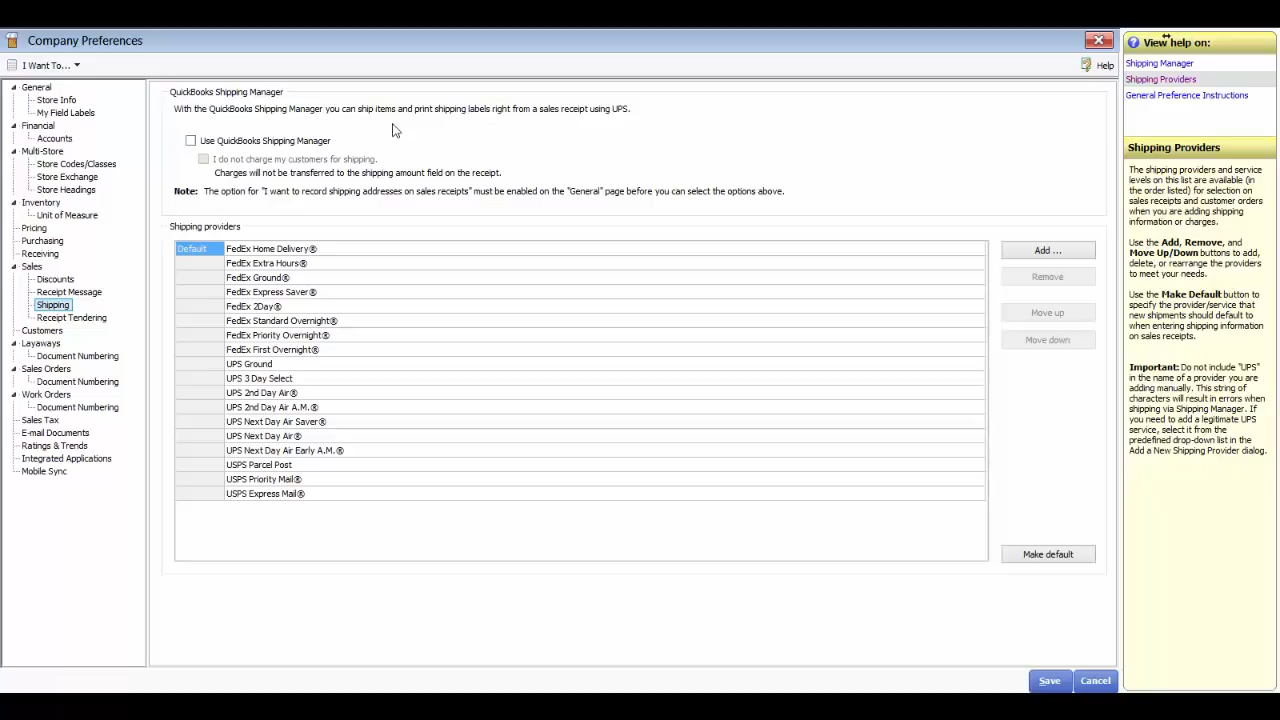 Company Preferences
I Want To...
Help
General
Store Info
My Field Labels
Financial
Accounts
Multi-Store
Store Codes/Classes
Store Exchange
Store Headings
Inventory
Unit of Measure
Pricing
Purchasing
Receiving
Sales
Discounts
Receipt Message
Shipping
Receipt Tendering
Customers
Layaways
Document Numbering
Sales Orders
Document Numbering
Work Orders
Document Numbering
Sales Tax
E-mail Documents
Ratings & Trends
Integrated Applications
Mobile Sync
QuickBooks Shipping Manager
With the QuickBooks Shipping Manager you can ship items and print shipping labels right from a sales receipt using UPS.
Use QuickBooks Shipping Manager
I do not charge my customers for shipping.
Charges will not be transferred to the shipping amount field on the receipt.
Note: The option for "I want to record shipping addresses on sales receipts" must be enabled on the "General" page before you can select the options above.
Shipping providers
Default FedEx Home Delivery®
FedEx Extra Hours®
FedEx Ground®
FedEx Express Saver®
FedEx 2Day®
FedEx Standard Overnight®
FedEx Priority Overnight®
FedEx First Overnight®
UPS Ground
UPS 3 Day Select
UPS 2nd Day Air®
UPS 2nd Day Air A.M.®
UPS Next Day Air Saver®
UPS Next Day Air®
UPS Next Day Air Early A.M.®
USPS Parcel Post
USPS Priority Mail®
USPS Express Mail®
Add ...
Remove
Move up
Move down
Make default
Save
Cancel
View help on:
Shipping Manager
Shipping Providers
General Preference Instructions
Shipping Providers
The shipping providers and service
levels on this list are available (in
the order listed) for selection on
sales receipts and customer orders
when you are adding shipping
information or charges.
Use the Add, Remove, and
Move Up/Down buttons to add,
delete, or rearrange the providers
to meet your needs.
Use the Make Default button to
specify the provider/service that
new shipments should default to
when entering shipping information
on sales receipts.
Important: Do not include "UPS"
in the name of a provider you are
adding manually. This string of
characters will result in errors when
shipping via Shipping Manager. If
you need to add a legitimate UPS
service, select it from the
predefined drop-down list in the
Add a New Shipping Provider dialog.